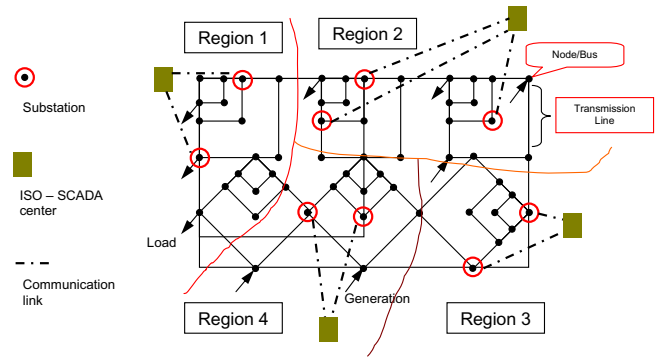 Region 1
Region 2
Node/Bus
Substation
Transmission
Line
ISO – SCADA
center
Load
Communication
link
Generation
Region 4
Region 3